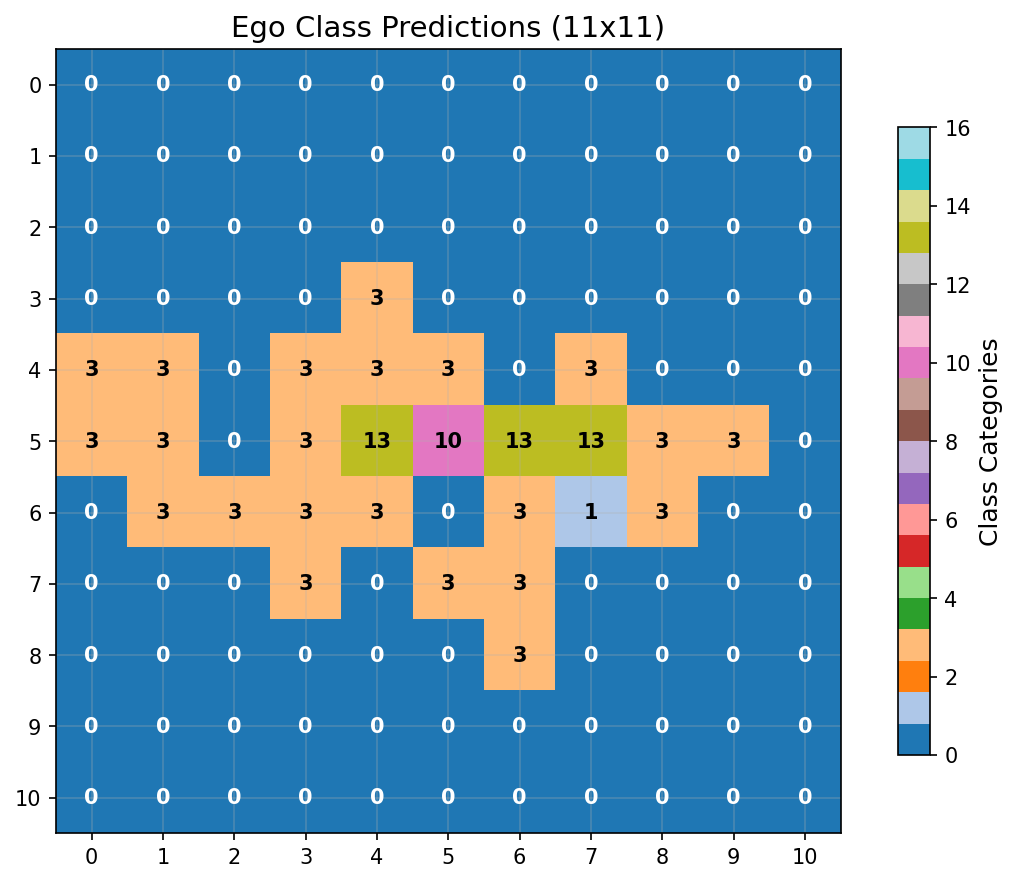 Ego Class Predictions (11x11)
0 0 0 0 0 0 0 0 0 0 0 0
1 0 0 0 0 0 0 0 0 0 0 0
2 0 0 0 0 0 0 0 0 0 0 0
3 0 0 0 0 3 0 0 0 0 0 0
4 3 3 0 3 3 3 0 3 0 0 0
5 3 3 0 3 13 10 13 13 3 3 0
6 0 3 3 3 3 0 3 1 3 0 0
7 0 0 0 3 0 3 3 0 0 0 0
8 0 0 0 0 0 0 3 0 0 0 0
9 0 0 0 0 0 0 0 0 0 0 0
10 0 0 0 0 0 0 0 0 0 0 0
0 1 2 3 4 5 6 7 8 9 10
16
14
12
10
8
6
4
2
0
Class Categories